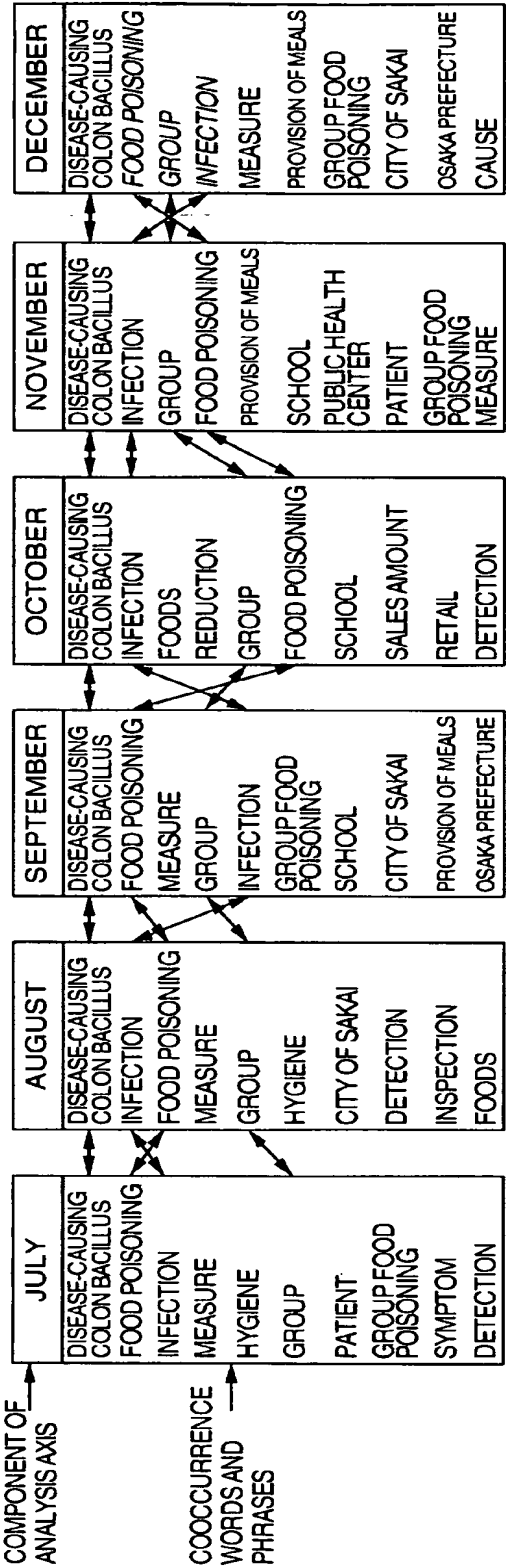 COMPONENT OF
ANALYSIS AXIS
COOCCURRENCE
WORDS AND
PHRASES
JULY
DISEASE-CAUSING
COLON BACILLUS
FOOD POISONING
INFECTION
MEASURE
HYGIENE
GROUP
PATIENT
GROUP FOOD
POISONING
SYMPTOM
DETECTION
AUGUST
DISEASE-CAUSING
COLON BACILLUS
INFECTION
FOOD POISONING
MEASURE
GROUP
HYGIENE
CITY OF SAKAI
DETECTION
INSPECTION
FOODS
SEPTEMBER
DISEASE-CAUSING
COLON BACILLUS
FOOD POISONING
MEASURE
GROUP
INFECTION
GROUP FOOD
POISONING
SCHOOL
CITY OF SAKAI
PROVISION OF MEALS
OSAKA PREFECTURE
OCTOBER
DISEASE-CAUSING
COLON BACILLUS
INFECTION
FOODS
REDUCTION
GROUP
FOOD POISONING
SCHOOL
SALES AMOUNT
RETAIL
DETECTION
NOVEMBER
DISEASE-CAUSING
COLON BACILLUS
INFECTION
GROUP
FOOD POISONING
PROVISION OF MEALS
SCHOOL
PUBLIC HEALTH
CENTER
PATIENT
GROUP FOOD
POISONING
MEASURE
DECEMBER
DISEASE-CAUSING
COLON BACILLUS
FOOD POISONING
GROUP
INFECTION
MEASURE
PROVISION OF MEALS
GROUP FOOD
POISONING
CITY OF SAKAI
OSAKA PREFECTURE
CAUSE